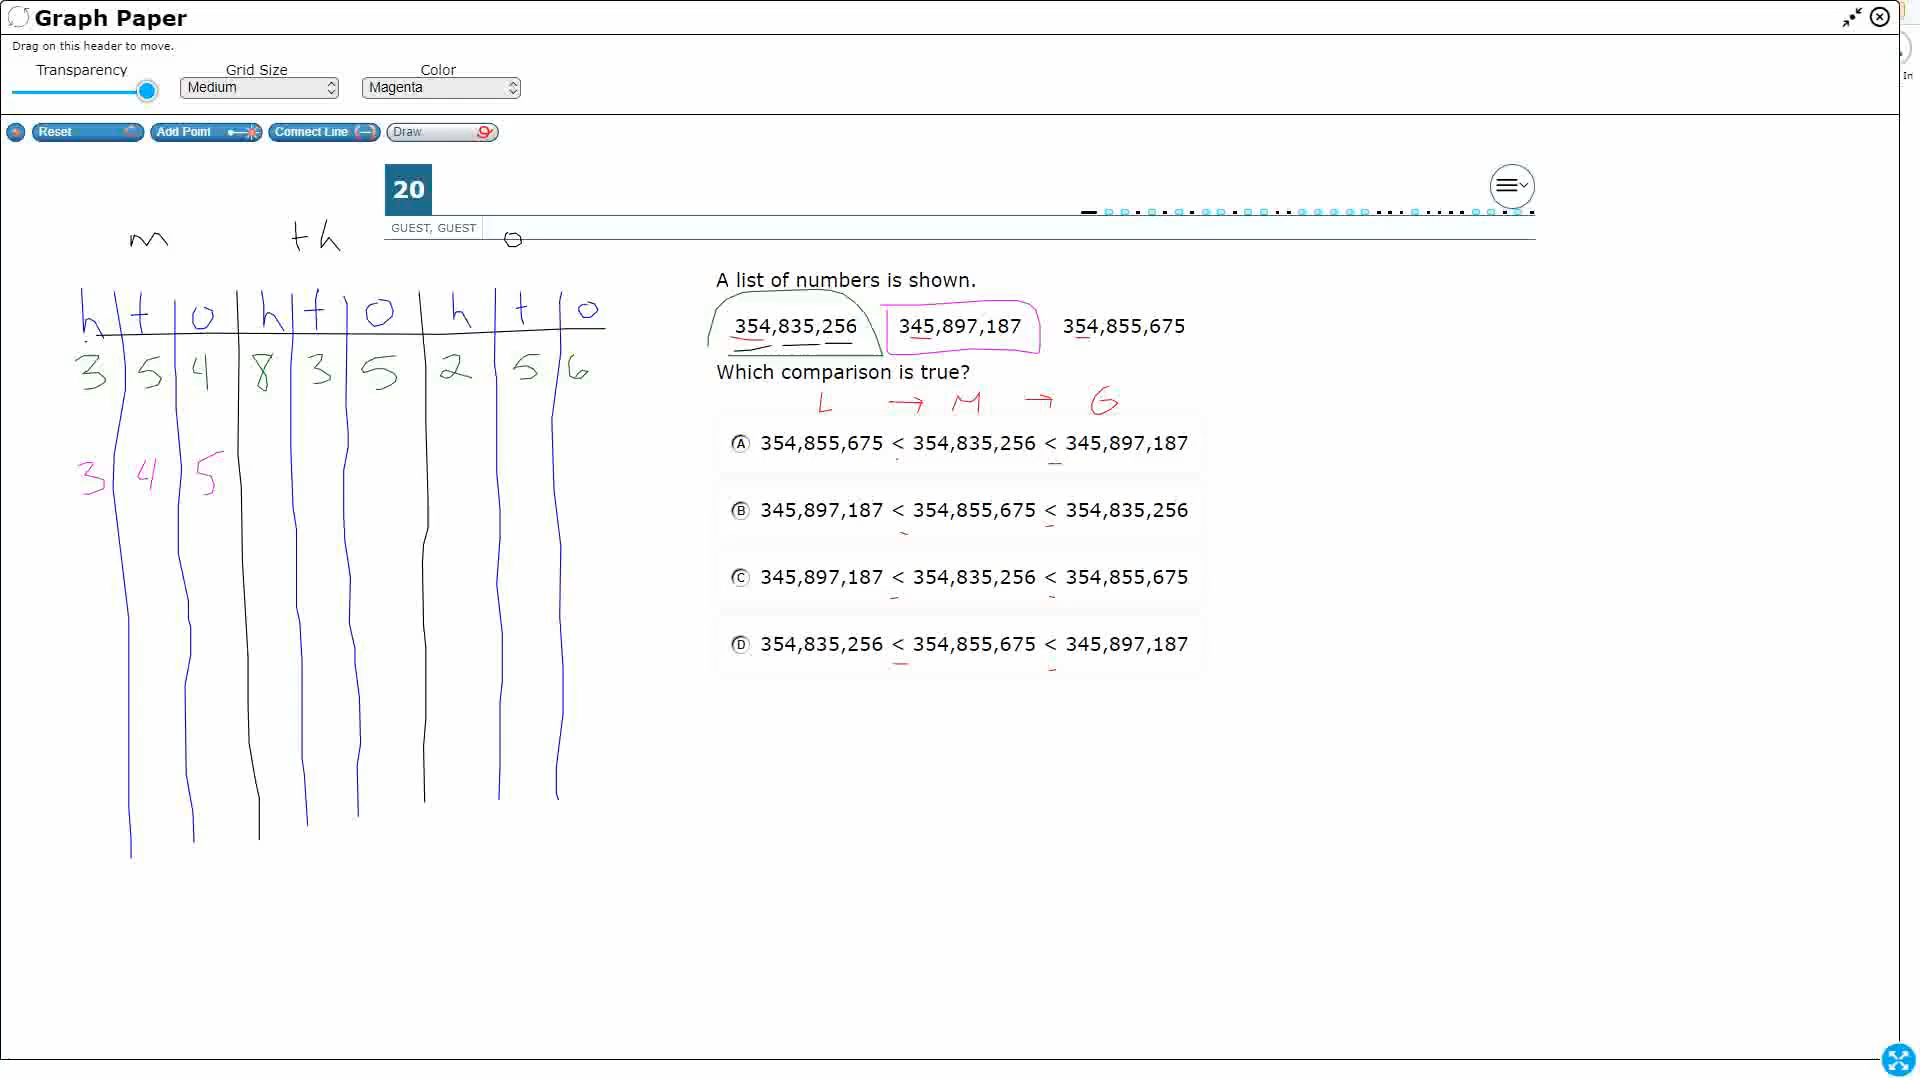 Graph Paper
Drag on this header to move.
Transparency Grid Size Color
Medium Magenta
Reset Add Point Connect Line Draw
20
GUEST, GUEST
m th o
h t o h t o h t o
3 5 4 8 3 5 2 5 6
3 4 5
A list of numbers is shown.
354,835,256 345,897,187 354,855,675
Which comparison is true?
L → M → G
A 354,855,675 < 354,835,256 < 345,897,187
B 345,897,187 < 354,855,675 < 354,835,256
C 345,897,187 < 354,835,256 < 354,855,675
D 354,835,256 < 354,855,675 < 345,897,187